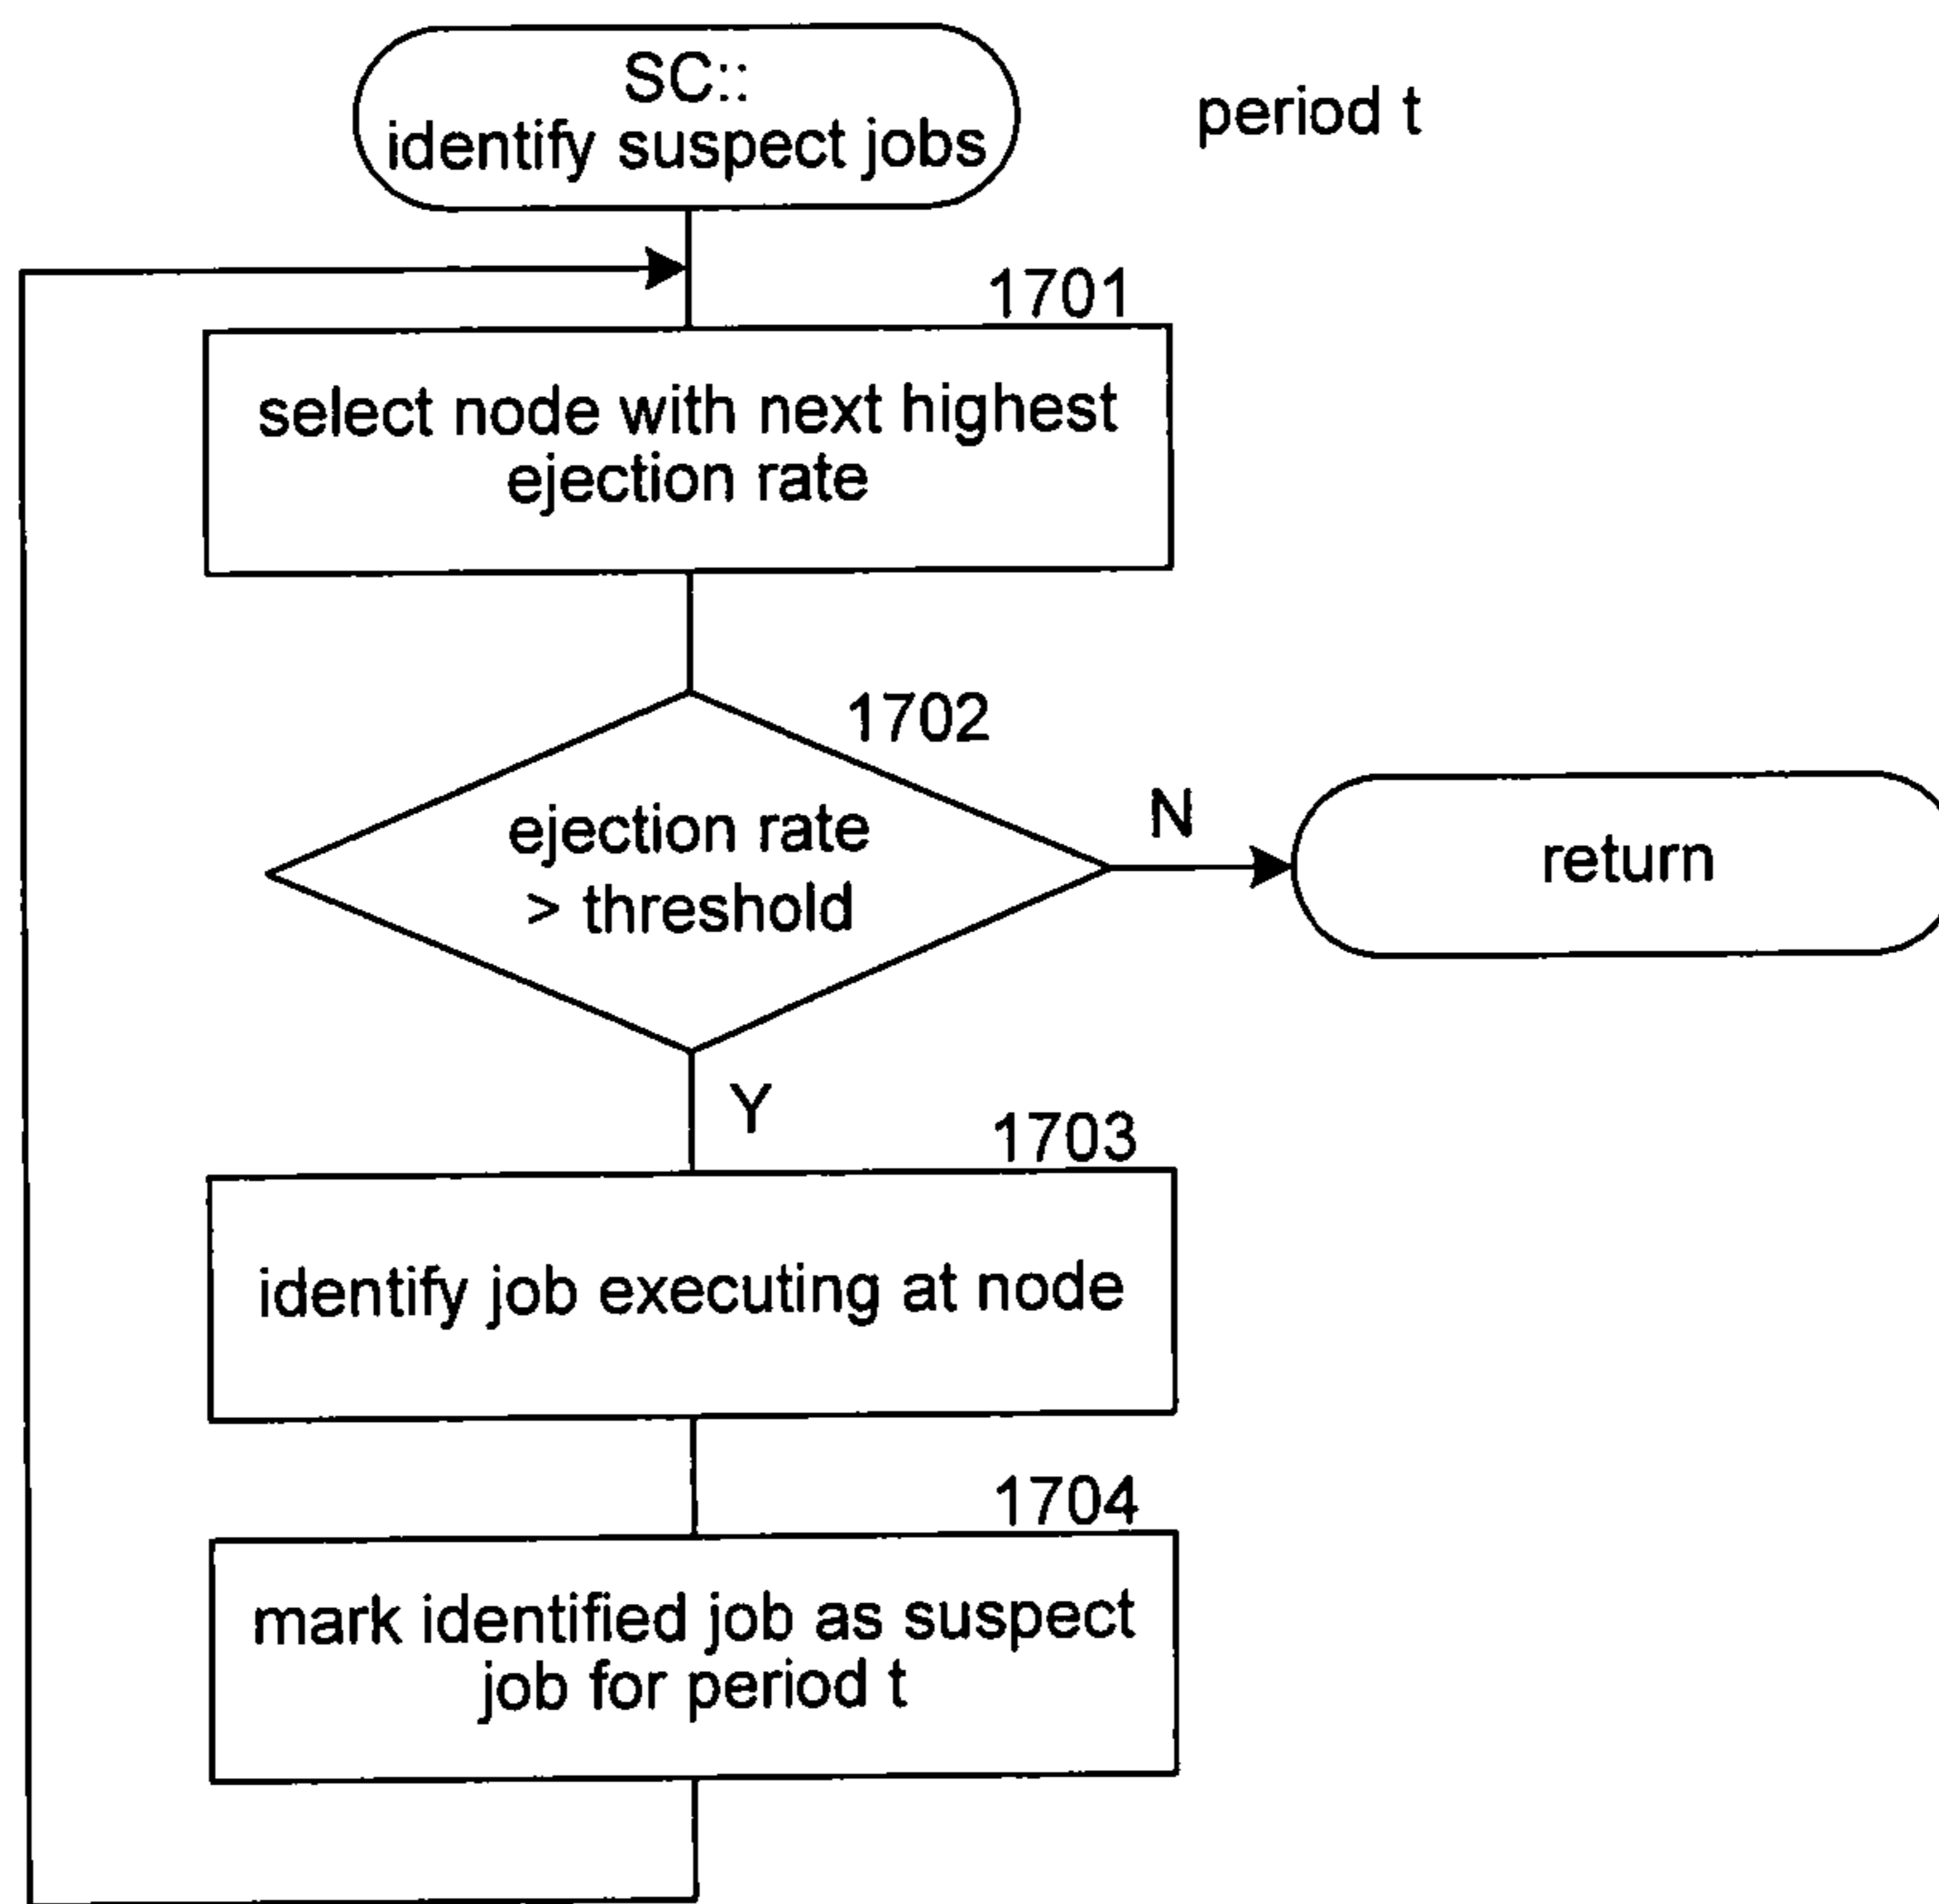 SC::
identify suspect jobs
period t
1701
select node with next highest
ejection rate
1702
ejection rate
> threshold
N
return
Y
1703
identify job executing at node
1704
mark identified job as suspect
job for period t